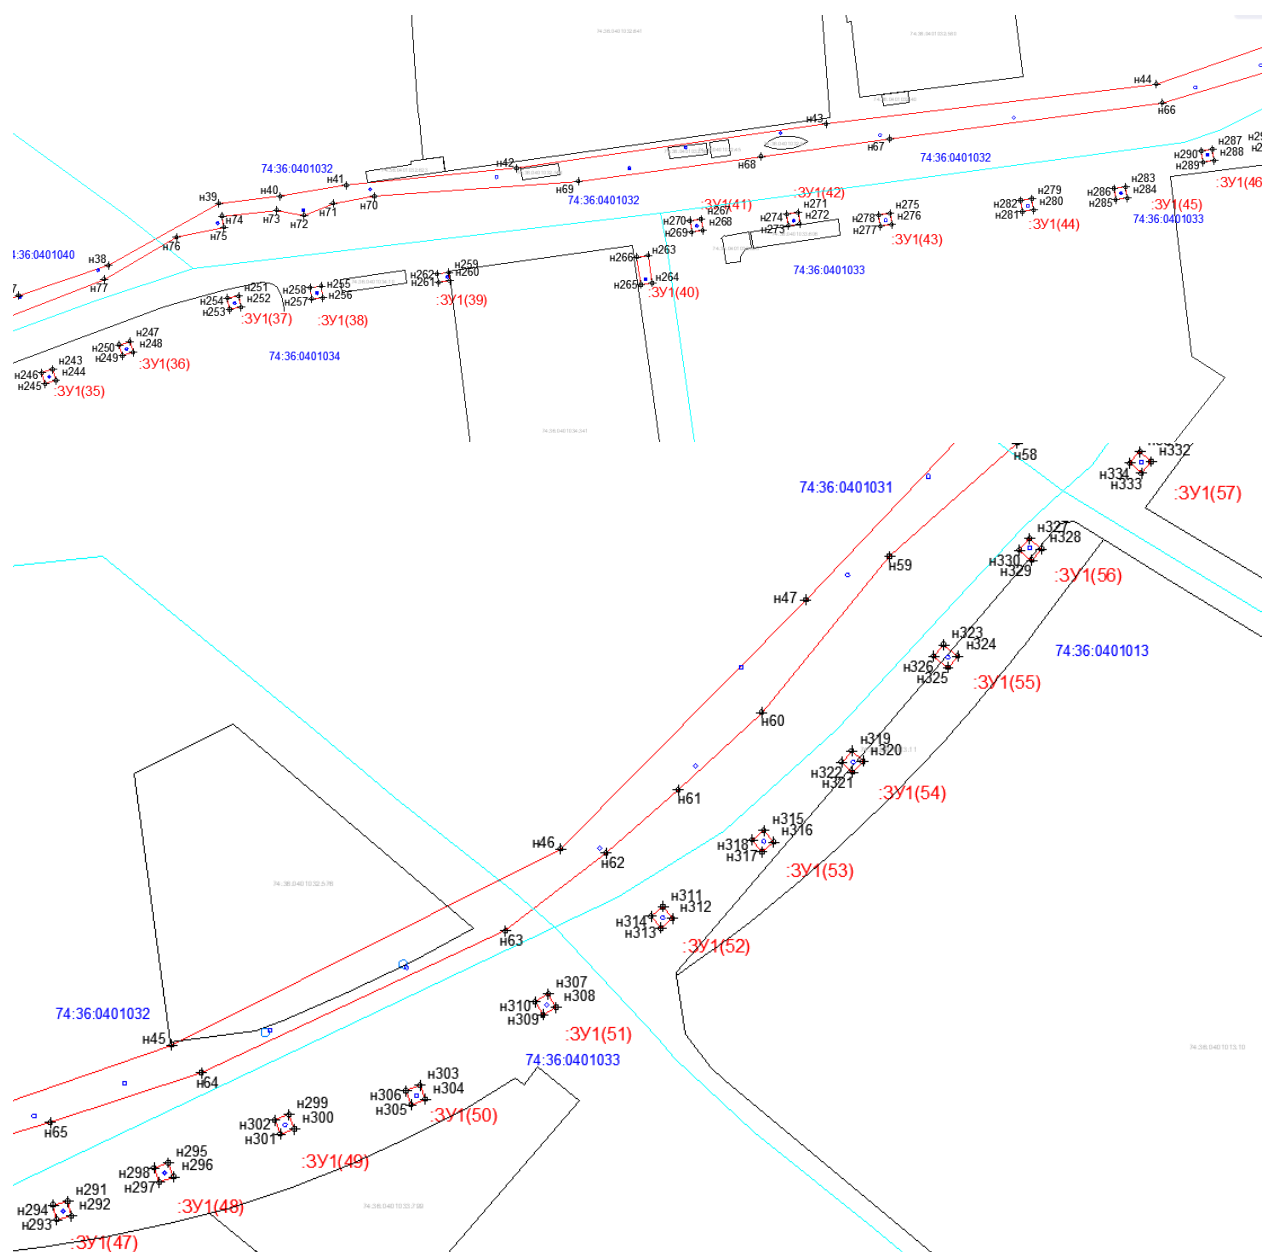 н44
н66
н43
н67
н68
н42
74:36:0401032
74:36:0401032
74:36:0401032
н287
н290
н288
н289
:ЗУ1(46
н41
н40
н39
н69
н70
н71
н73
н72
н74
н75
н76
н283
н286
н284
н285
:ЗУ1(45)
74:36:0401033
н279
н282
н280
н281
:ЗУ1(44)
н275
н278
н276
н277
:ЗУ1(43)
:ЗУ1(42)
н271
н274
н272
н273
:ЗУ1(41)
н267
н270
н268
н269
74:36:0401033
н263
н266
н264
н265
:ЗУ1(40)
н259
н262
н260
н261
:ЗУ1(39)
н38
н77
н255
н258
н256
н257
:ЗУ1(38)
н251
н254
н252
н253
:ЗУ1(37)
74:36:0401034
н247
н250
н248
н249
:ЗУ1(36)
н243
н246
н244
н245
:ЗУ1(35)
н58
н332
н334
н333
:ЗУ1(57)
74:36:0401031
н327
н328
н330
н329
:ЗУ1(56)
н59
н47
н323
н324
н326
н325
:ЗУ1(55)
74:36:0401013
н60
н319
н320
н322
н321
:ЗУ1(54)
н61
н46
н62
н315
н316
н318
н317
:ЗУ1(53)
н311
н312
н314
н313
:ЗУ1(52)
н63
н307
н308
н310
н309
:ЗУ1(51)
74:36:0401033
74:36:0401032
н45
н64
н303
н304
н306
н305
:ЗУ1(50)
н65
н299
н300
н302
н301
:ЗУ1(49)
н295
н296
н298
н297
:ЗУ1(48)
н291
н292
н294
н293
:ЗУ1(47)